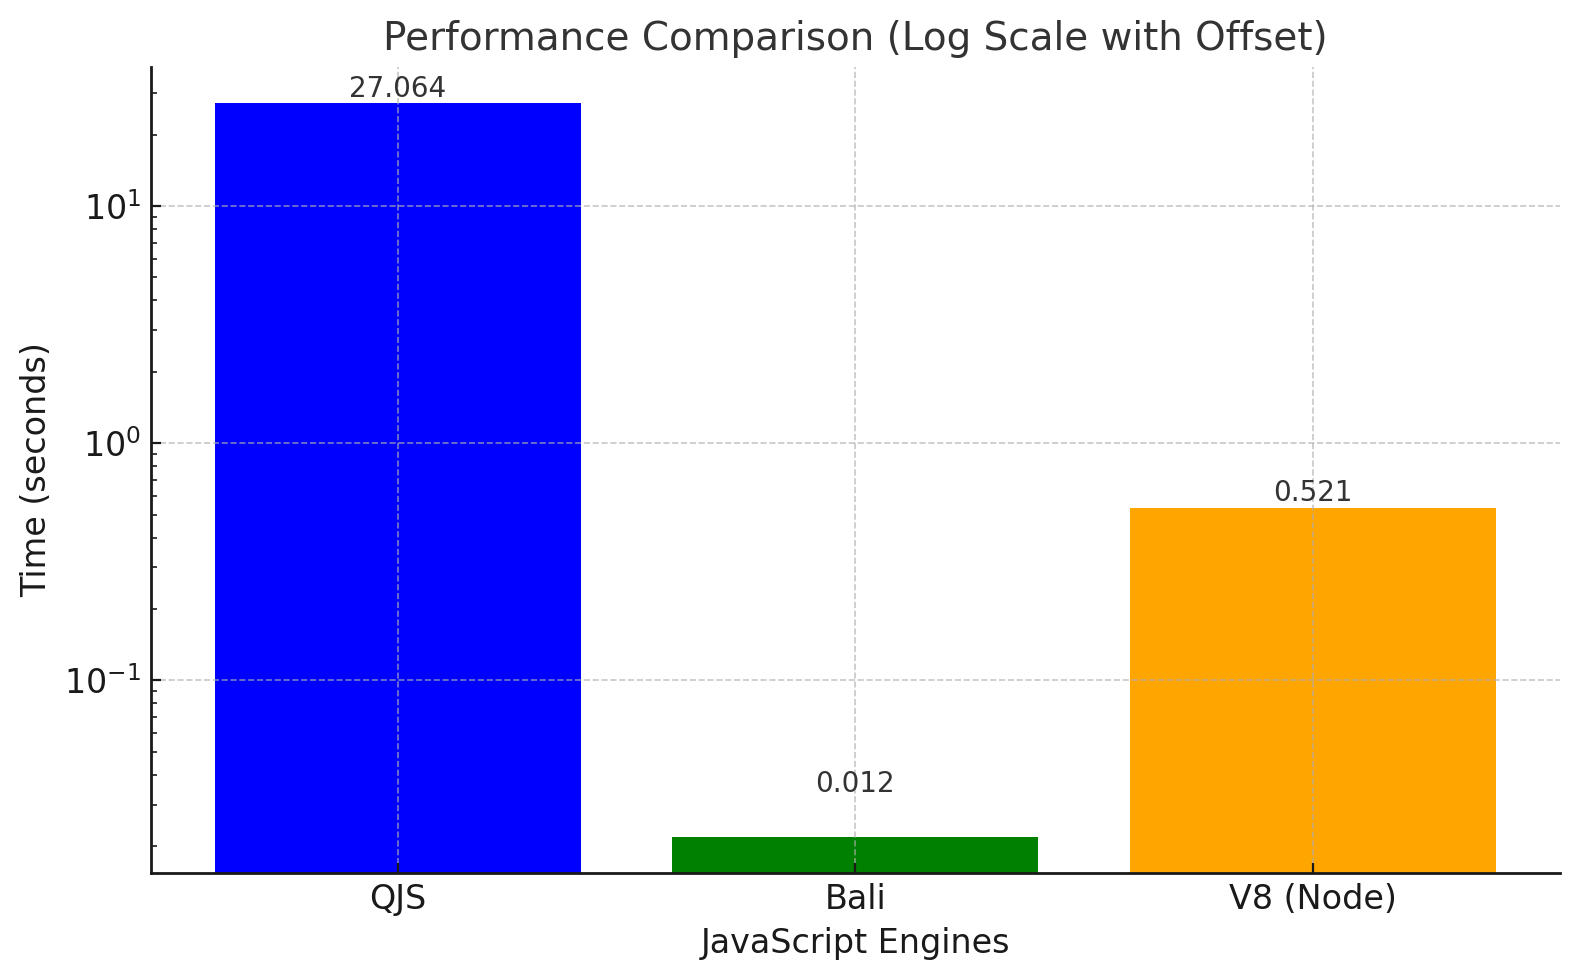 Performance Comparison (Log Scale with Offset)
27.064
10¹
10⁰
0.521
10⁻¹
0.012
Time (seconds)
QJS Bali V8 (Node)
JavaScript Engines